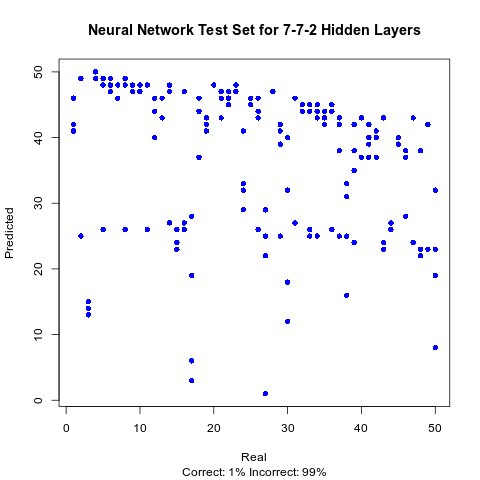 Neural Network Test Set for 7-7-2 Hidden Layers
Predicted
50
40
30
20
10
0
0 10 20 30 40 50
Real
Correct: 1% Incorrect: 99%